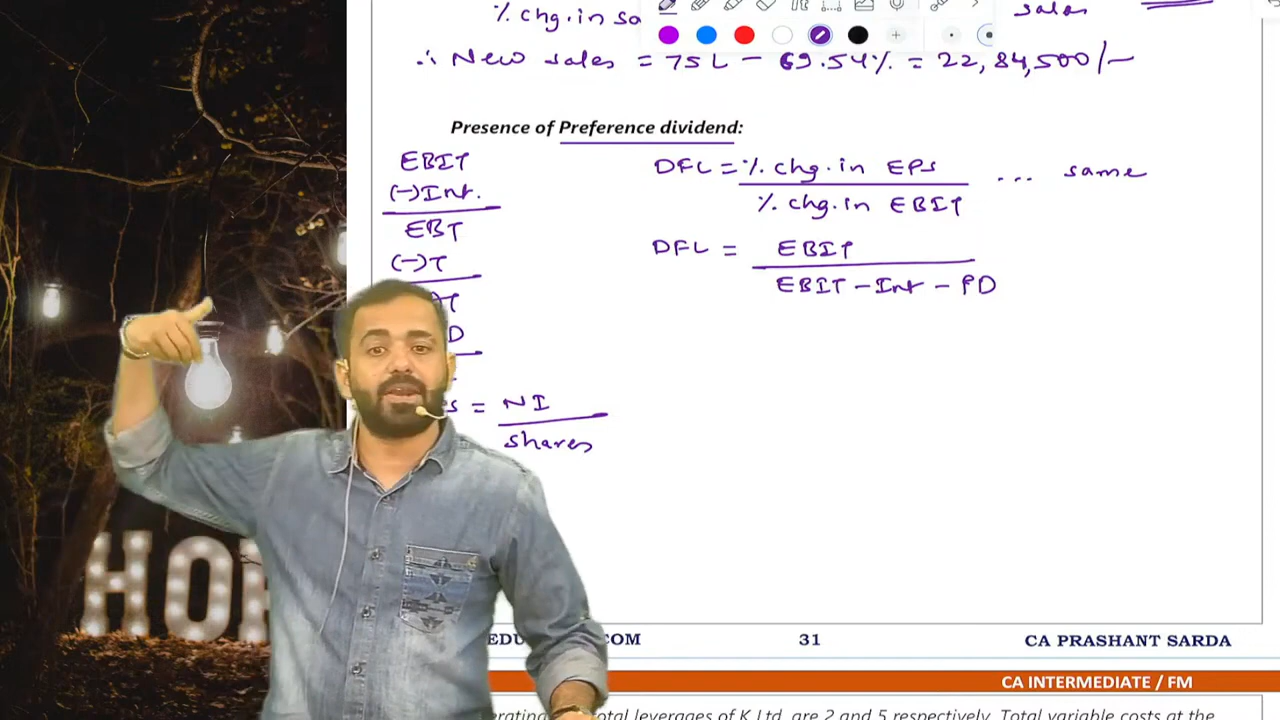 % chg. in sa
sales
∴ New sales = 75L - 69.54% = 22,84,500/-
Presence of Preference dividend:
EBIT
(-) Int.
EBT
(-) T
D
s = NI
shares
DFL = % chg. in EPS ... same
% chg. in EBIT
DFL = EBIT
EBIT - Int - PD
HO
EDU .COM 31 CA PRASHANT SARDA
CA INTERMEDIATE / FM
erating otal leverages of K Ltd. are 2 and 5 respectively. Total variable costs at the